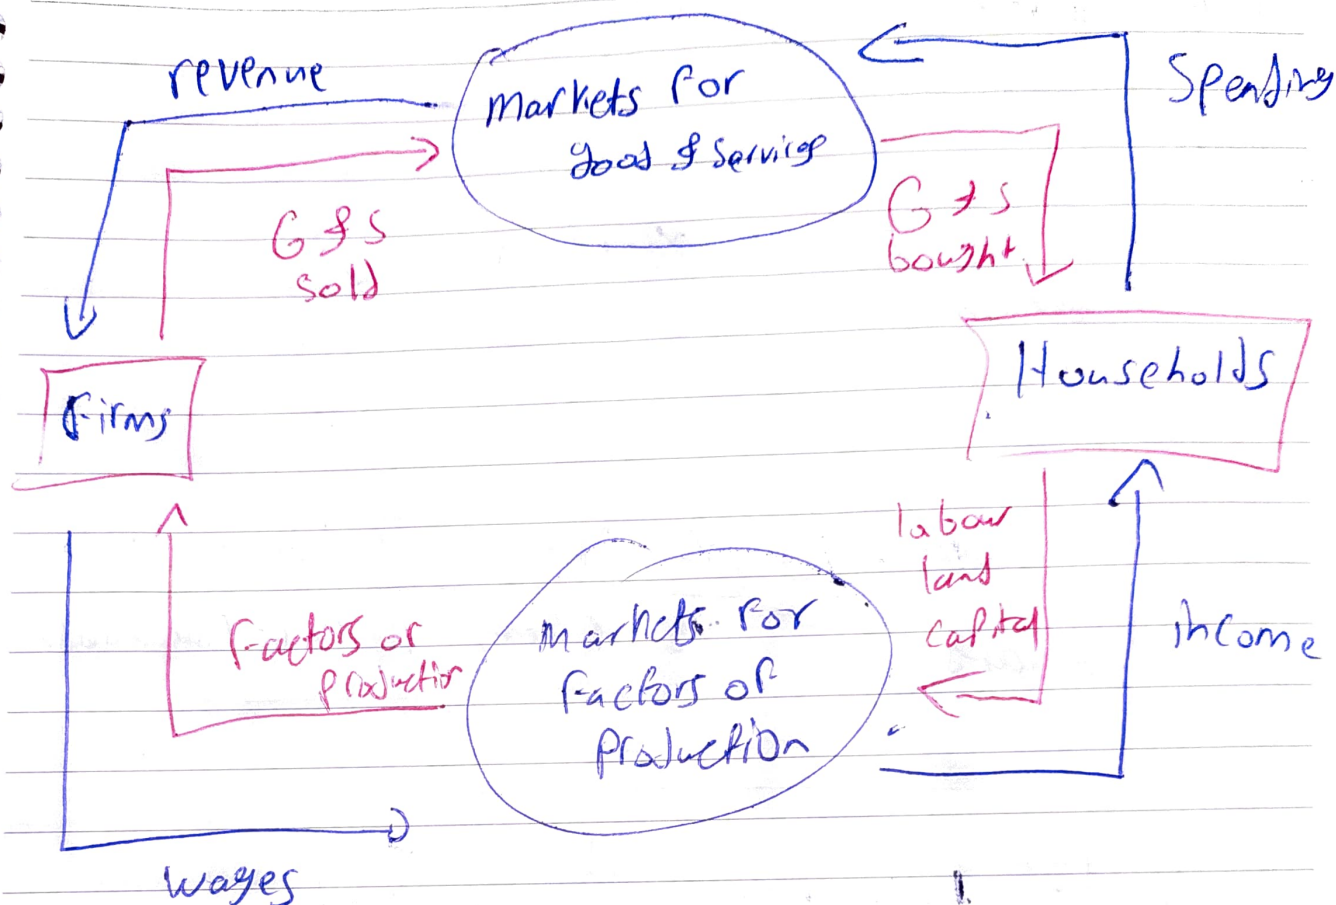 revenue
Spending
Markets for
good & Services
G & S
sold
G & S
bought
Firms
Households
labour
land
capital
income
Factors of
production
Markets for
Factors of
Production
wages